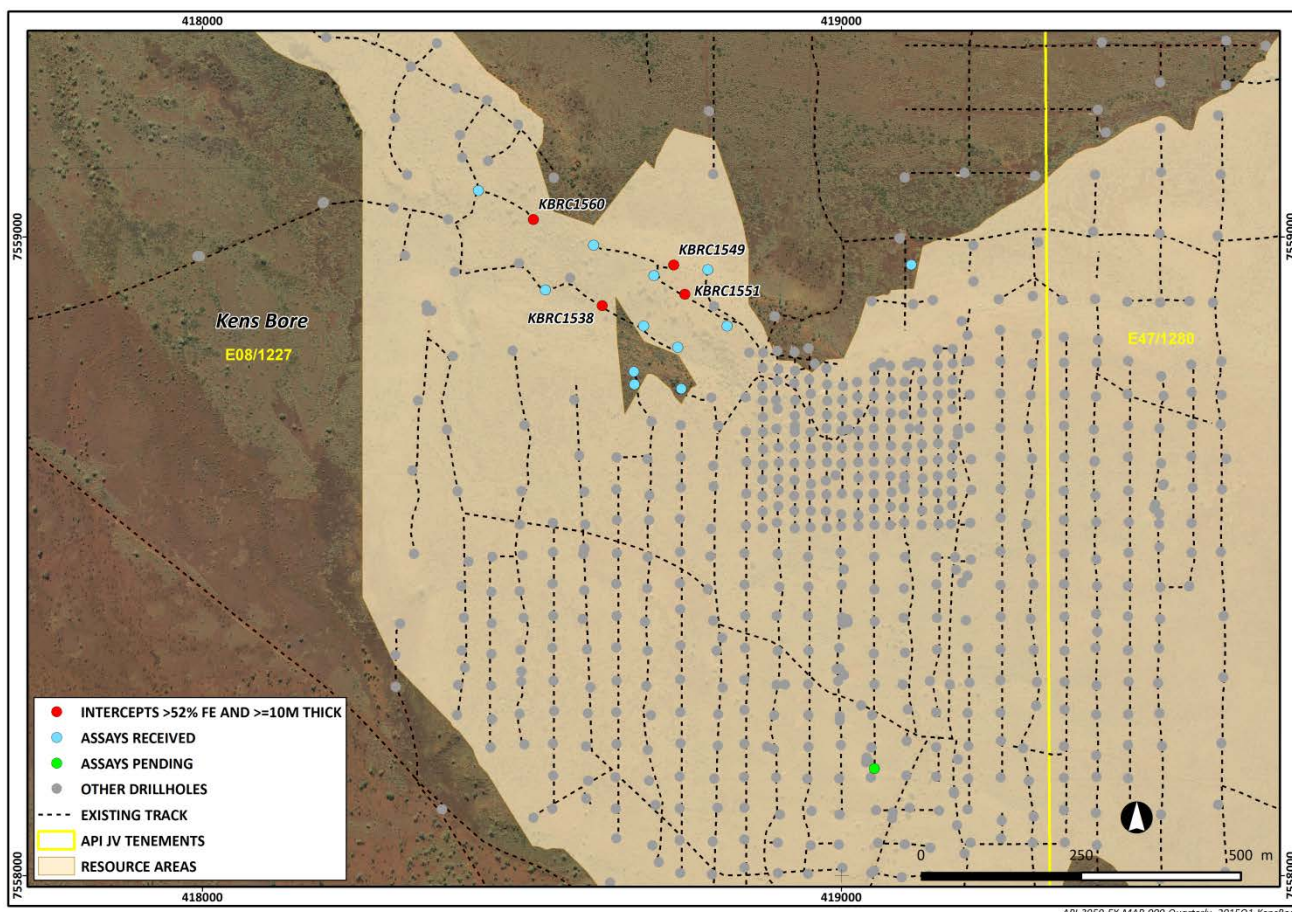 418000
419000
7559000
7559000
KBRC1560
KBRC1549
KBRC1551
KBRC1538
Kens Bore
E08/1227
E47/1280
INTERCEPTS >52% FE AND >=10M THICK
ASSAYS RECEIVED
ASSAYS PENDING
OTHER DRILLHOLES
EXISTING TRACK
API JV TENEMENTS
RESOURCE AREAS
0 250 500 m
7558000
7558000
418000
419000